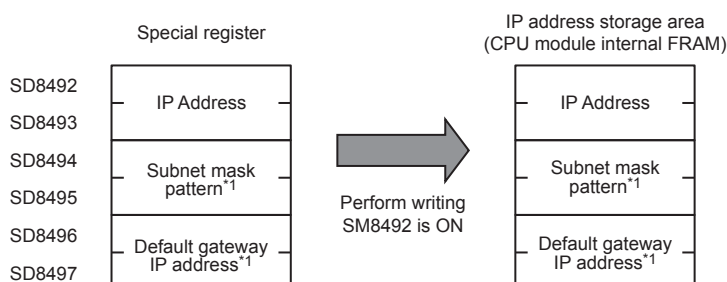 Special register
IP address storage area
(CPU module internal FRAM)
SD8492
SD8493
IP Address
SD8494
SD8495
Subnet mask
pattern*1
SD8496
SD8497
Default gateway
IP address*1
Perform writing
SM8492 is ON
IP Address
Subnet mask
pattern*1
Default gateway
IP address*1